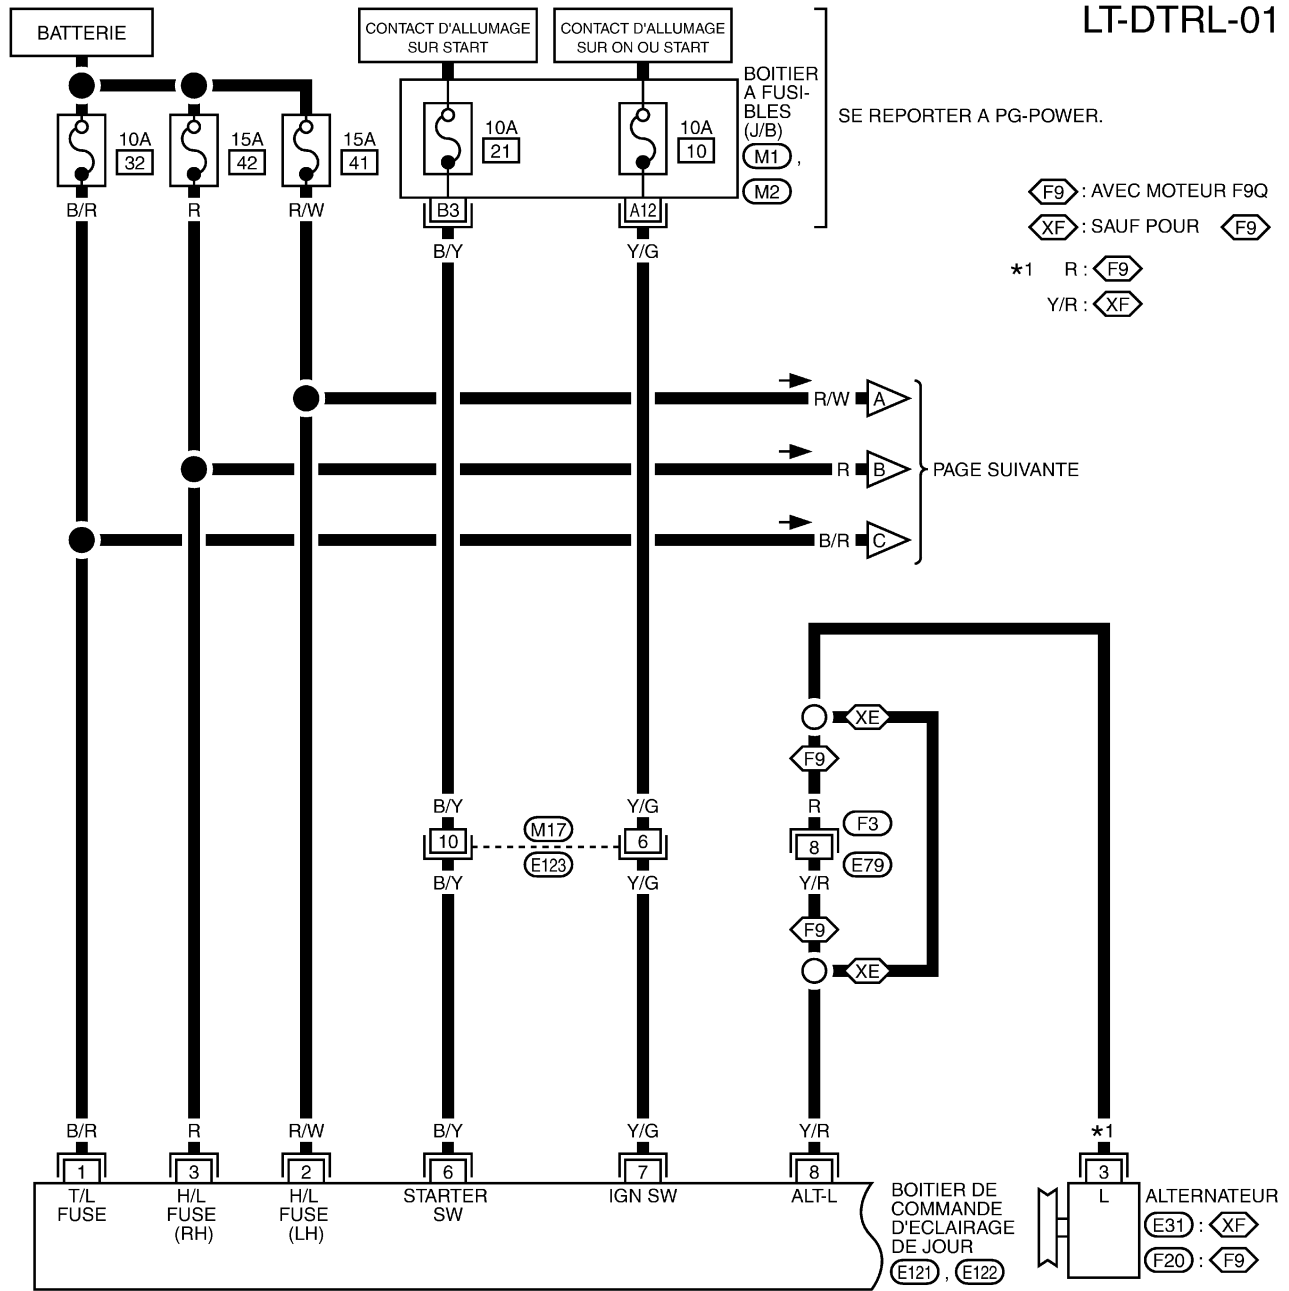 LT-DTRL-01
BATTERIE
CONTACT D'ALLUMAGE
SUR START
CONTACT D'ALLUMAGE
SUR ON OU START
BOITIER
A FUSI-
BLES
(J/B)
M1 ,
M2
SE REPORTER A PG-POWER.
10A
32
15A
42
15A
41
10A
21
10A
10
B/R
R
R/W
B3
A12
B/Y
Y/G
F9 : AVEC MOTEUR F9Q
XF : SAUF POUR F9
*1 R : F9
Y/R : XF
R/W A
R B
B/R C
PAGE SUIVANTE
XE
F9
R
F3
8
E79
Y/R
F9
XE
B/Y
Y/G
10
M17
6
E123
B/Y
Y/G
B/R
R
R/W
B/Y
Y/G
Y/R
*1
1
3
2
6
7
8
3
T/L
FUSE
H/L
FUSE
(RH)
H/L
FUSE
(LH)
STARTER
SW
IGN SW
ALT-L
BOITIER DE
COMMANDE
D'ECLAIRAGE
DE JOUR
E121 , E122
L
ALTERNATEUR
E31 : XF
F20 : F9